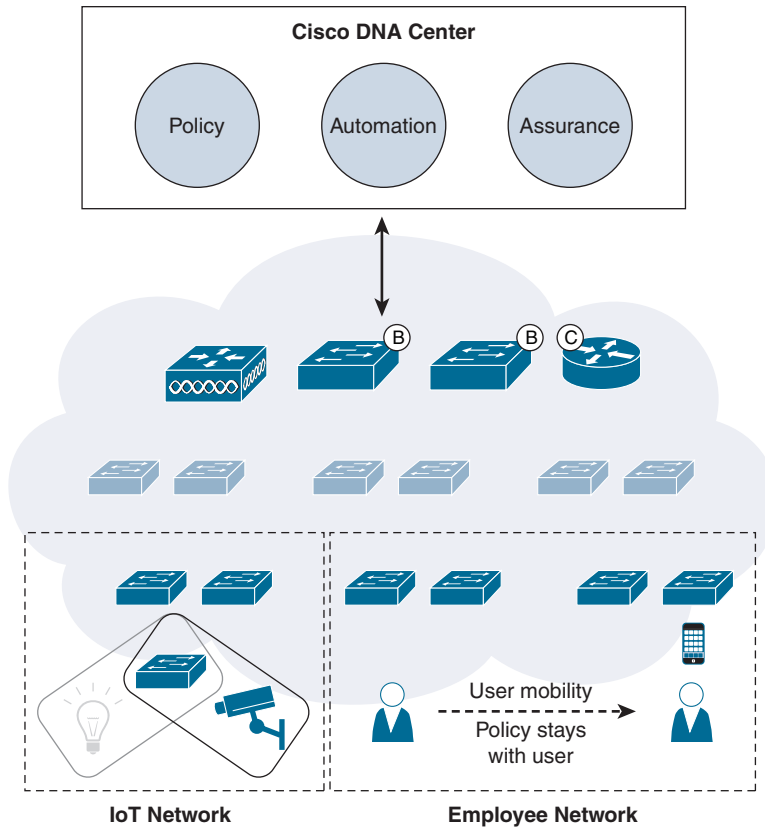 Cisco DNA Center
Policy
Automation
Assurance
B
B
C
User mobility
Policy stays
with user
IoT Network
Employee Network